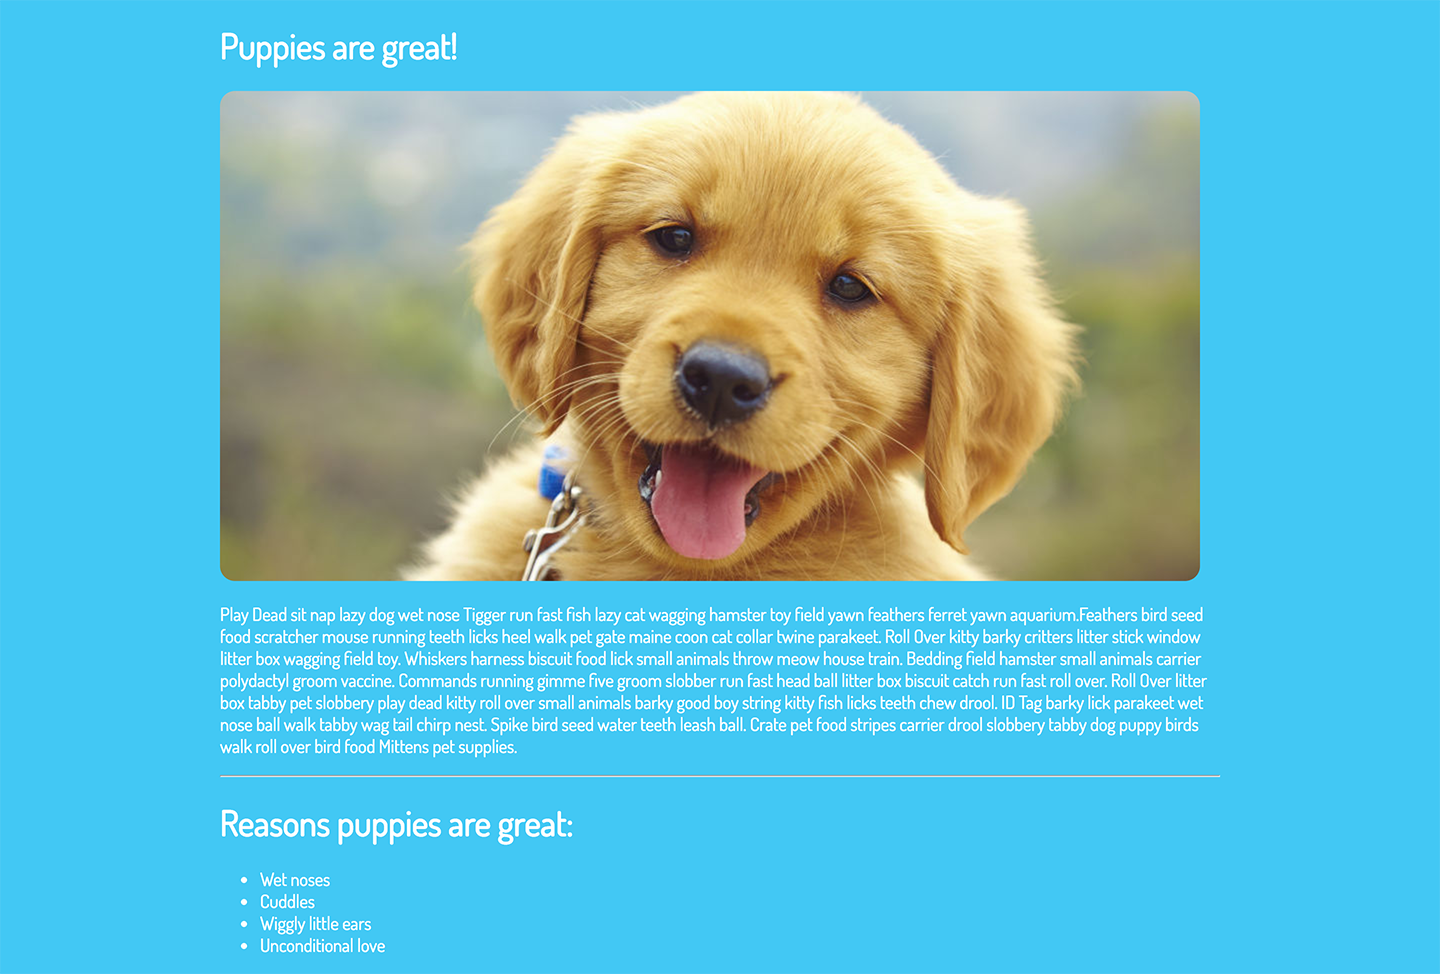 Puppies are great!
Play Dead sit nap lazy dog wet nose Tigger run fast fish lazy cat wagging hamster toy field yawn feathers ferret yawn aquarium.Feathers bird seed
food scratcher mouse running teeth licks heel walk pet gate maine coon cat collar twine parakeet. Roll Over kitty barky critters litter stick window
litter box wagging field toy. Whiskers harness biscuit food lick small animals throw meow house train. Bedding field hamster small animals carrier
polydactyl groom vaccine. Commands running gimme five groom slobber run fast head ball litter box biscuit catch run fast roll over. Roll Over litter
box tabby pet slobbery play dead kitty roll over small animals barky good boy string kitty fish licks teeth chew drool. ID Tag barky lick parakeet wet
nose ball walk tabby wag tail chirp nest. Spike bird seed water teeth leash ball. Crate pet food stripes carrier drool slobbery tabby dog puppy birds
walk roll over bird food Mittens pet supplies.
Reasons puppies are great:
• Wet noses
• Cuddles
• Wiggly little ears
• Unconditional love